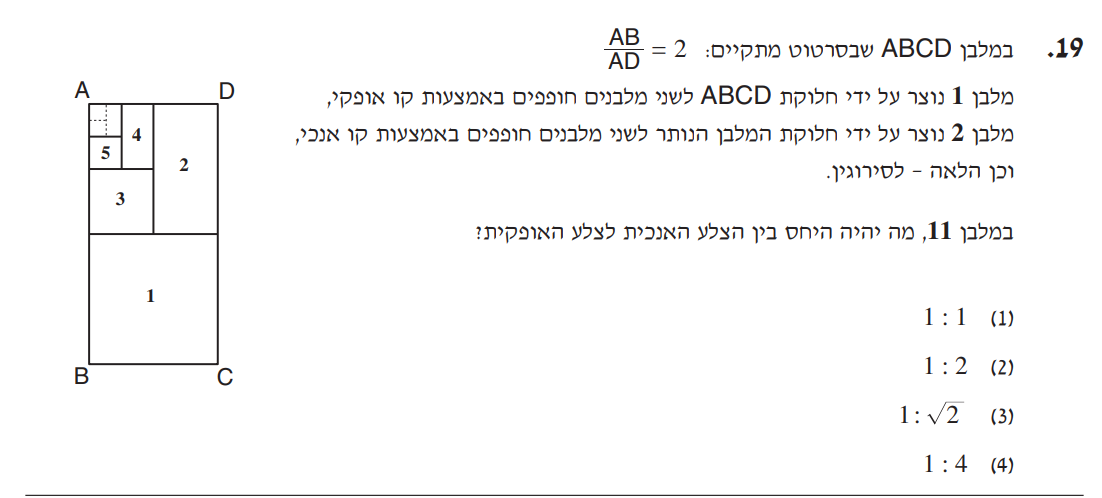 19. במלבן ABCD שבסרטוט מתקיים: AB/AD = 2
מלבן 1 נוצר על ידי חלוקת ABCD לשני מלבנים חופפים באמצעות קו אופקי,
מלבן 2 נוצר על ידי חלוקת המלבן הנותר לשני מלבנים חופפים באמצעות קו אנכי,
וכן הלאה - לסירוגין.
במלבן 11, מה יהיה היחס בין הצלע האנכית לצלע האופקית?
(1) 1 : 1
(2) 1 : 2
(3) 1 : √2
(4) 1 : 4
A D
4
5 2
3
1
B C